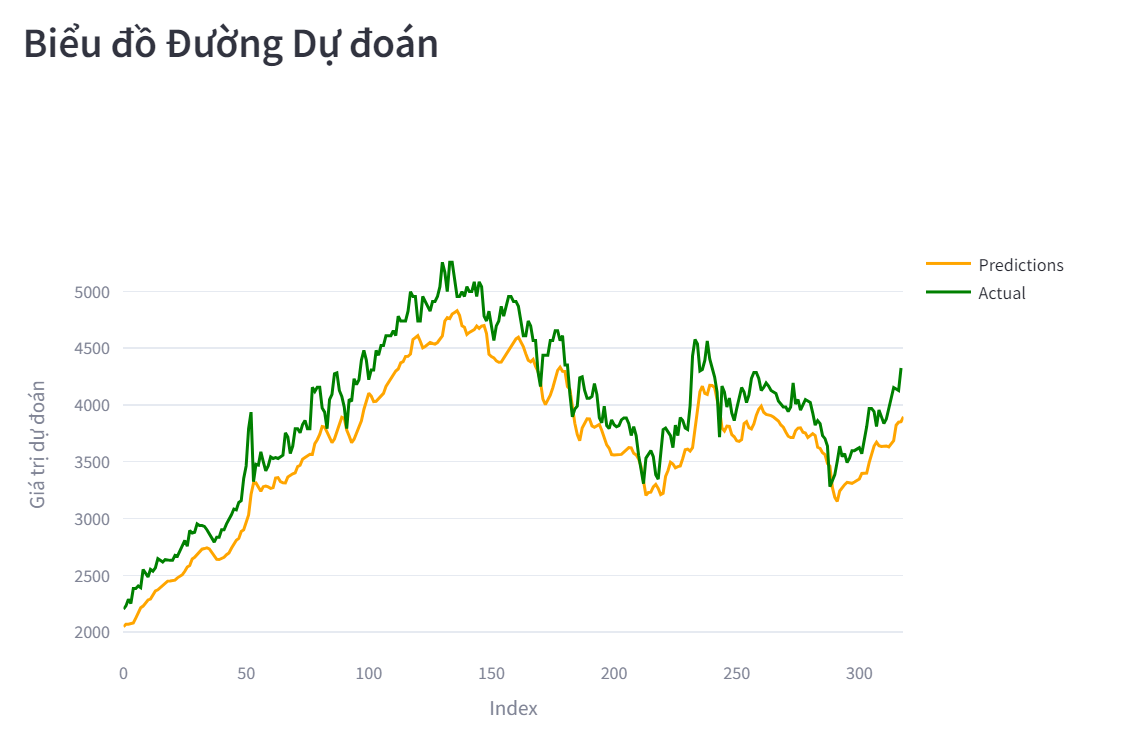 Biểu đồ Đường Dự đoán
Predictions
Actual
Giá trị dự đoán
5000
4500
4000
3500
3000
2500
2000
0 50 100 150 200 250 300
Index